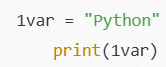 1var = "Python"
    print(1var)